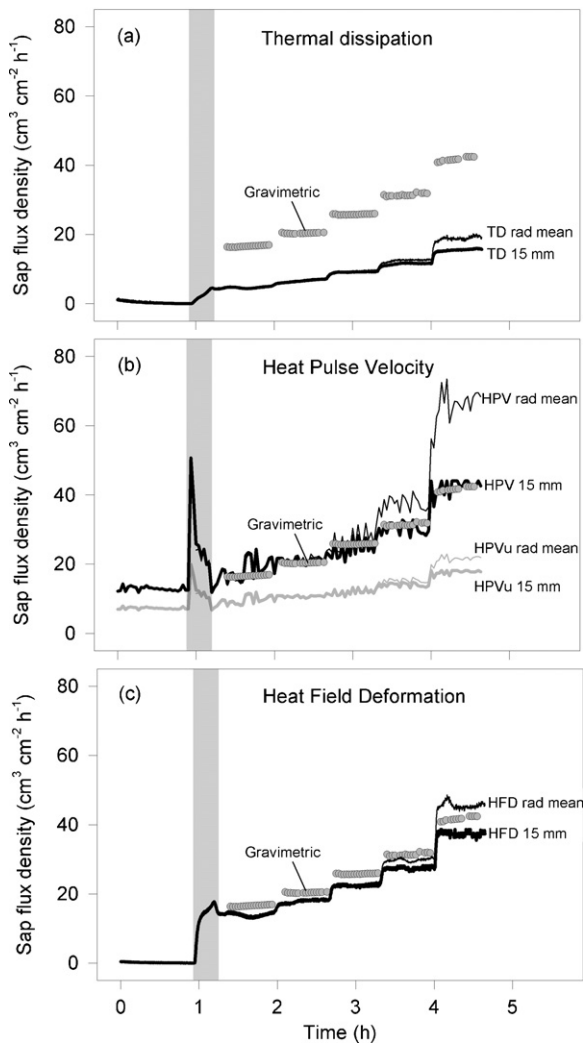 (a)
Thermal dissipation
Sap flux density (cm³ cm⁻² h⁻¹)
80
60
40
20
0
Gravimetric
TD rad mean
TD 15 mm
(b)
Heat Pulse Velocity
Sap flux density (cm³ cm⁻² h⁻¹)
80
60
40
20
0
Gravimetric
HPV rad mean
HPV 15 mm
HPVu rad mean
HPVu 15 mm
(c)
Heat Field Deformation
Sap flux density (cm³ cm⁻² h⁻¹)
80
60
40
20
0
Gravimetric
HFD rad mean
HFD 15 mm
0 1 2 3 4 5
Time (h)